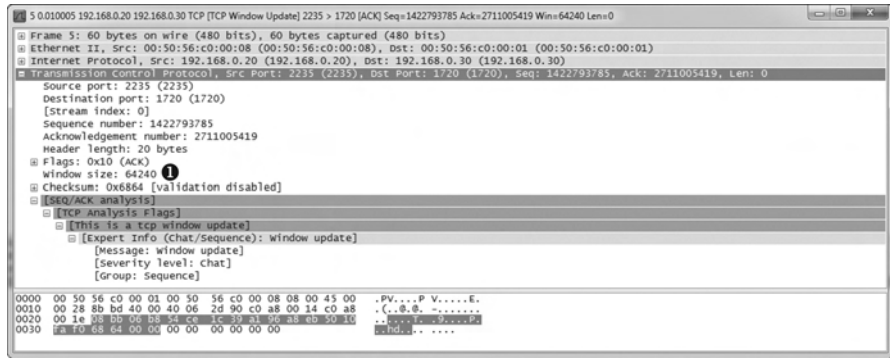 5 0.010005 192.168.0.20 192.168.0.30 TCP [TCP Window Update] 2235 > 1720 [ACK] Seq=1422793785 Ack=2711005419 Win=64240 Len=0
Frame 5: 60 bytes on wire (480 bits), 60 bytes captured (480 bits)
Ethernet II, Src: 00:50:56:c0:00:08 (00:50:56:c0:00:08), Dst: 00:50:56:c0:00:01 (00:50:56:c0:00:01)
Internet Protocol, Src: 192.168.0.20 (192.168.0.20), Dst: 192.168.0.30 (192.168.0.30)
Transmission Control Protocol, Src Port: 2235 (2235), Dst Port: 1720 (1720), Seq: 1422793785, Ack: 2711005419, Len: 0
Source port: 2235 (2235)
Destination port: 1720 (1720)
[Stream index: 0]
Sequence number: 1422793785
Acknowledgement number: 2711005419
Header length: 20 bytes
Flags: 0x10 (ACK)
Window size: 64240 ❶
Checksum: 0x6864 [validation disabled]
[SEQ/ACK analysis]
[TCP Analysis Flags]
[This is a tcp window update]
[Expert Info (Chat/Sequence): Window update]
[Message: Window update]
[Severity level: Chat]
[Group: Sequence]
0000 00 50 56 c0 00 01 00 50 56 c0 00 08 08 00 45 00 .PV....P V.....E.
0010 00 28 8b bd 40 00 40 06 2d 90 c0 a8 00 14 c0 a8 .(..@.@. -.......
0020 00 1e 08 bb 06 b8 54 ce 1c 39 a1 96 a8 eb 50 10 ......T. .9....P.
0030 fa f0 68 64 00 00 00 00 00 00 00 00 ..hd.... ....